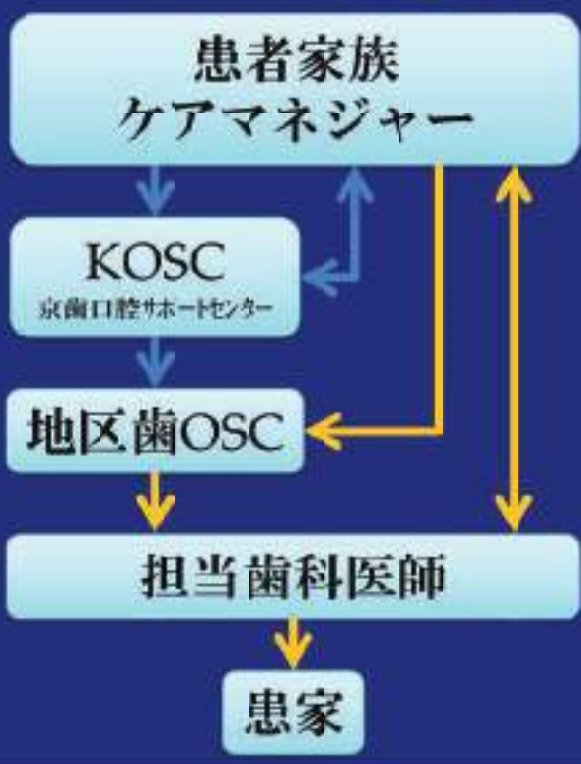 患者家族
ケアマネジャー
KOSC
京歯口腔サポートセンター
地区歯OSC
担当歯科医師
患家